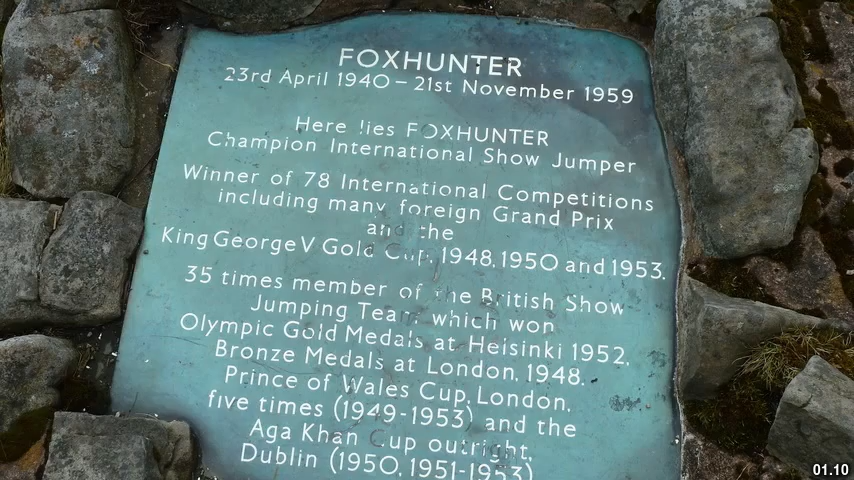 FOXHUNTER
23rd April 1940 – 21st November 1959
Here lies FOXHUNTER
Champion International Show Jumper
Winner of 78 International Competitions
including many foreign Grand Prix
and the
King George V Gold Cup, 1948, 1950 and 1953.
35 times member of the British Show
Jumping Team which won
Olympic Gold Medals at Helsinki 1952,
Bronze Medals at London, 1948.
Prince of Wales Cup, London,
five times (1949-1953) and the
Aga Khan Cup outright,
Dublin (1950, 1951-1953)
01.10